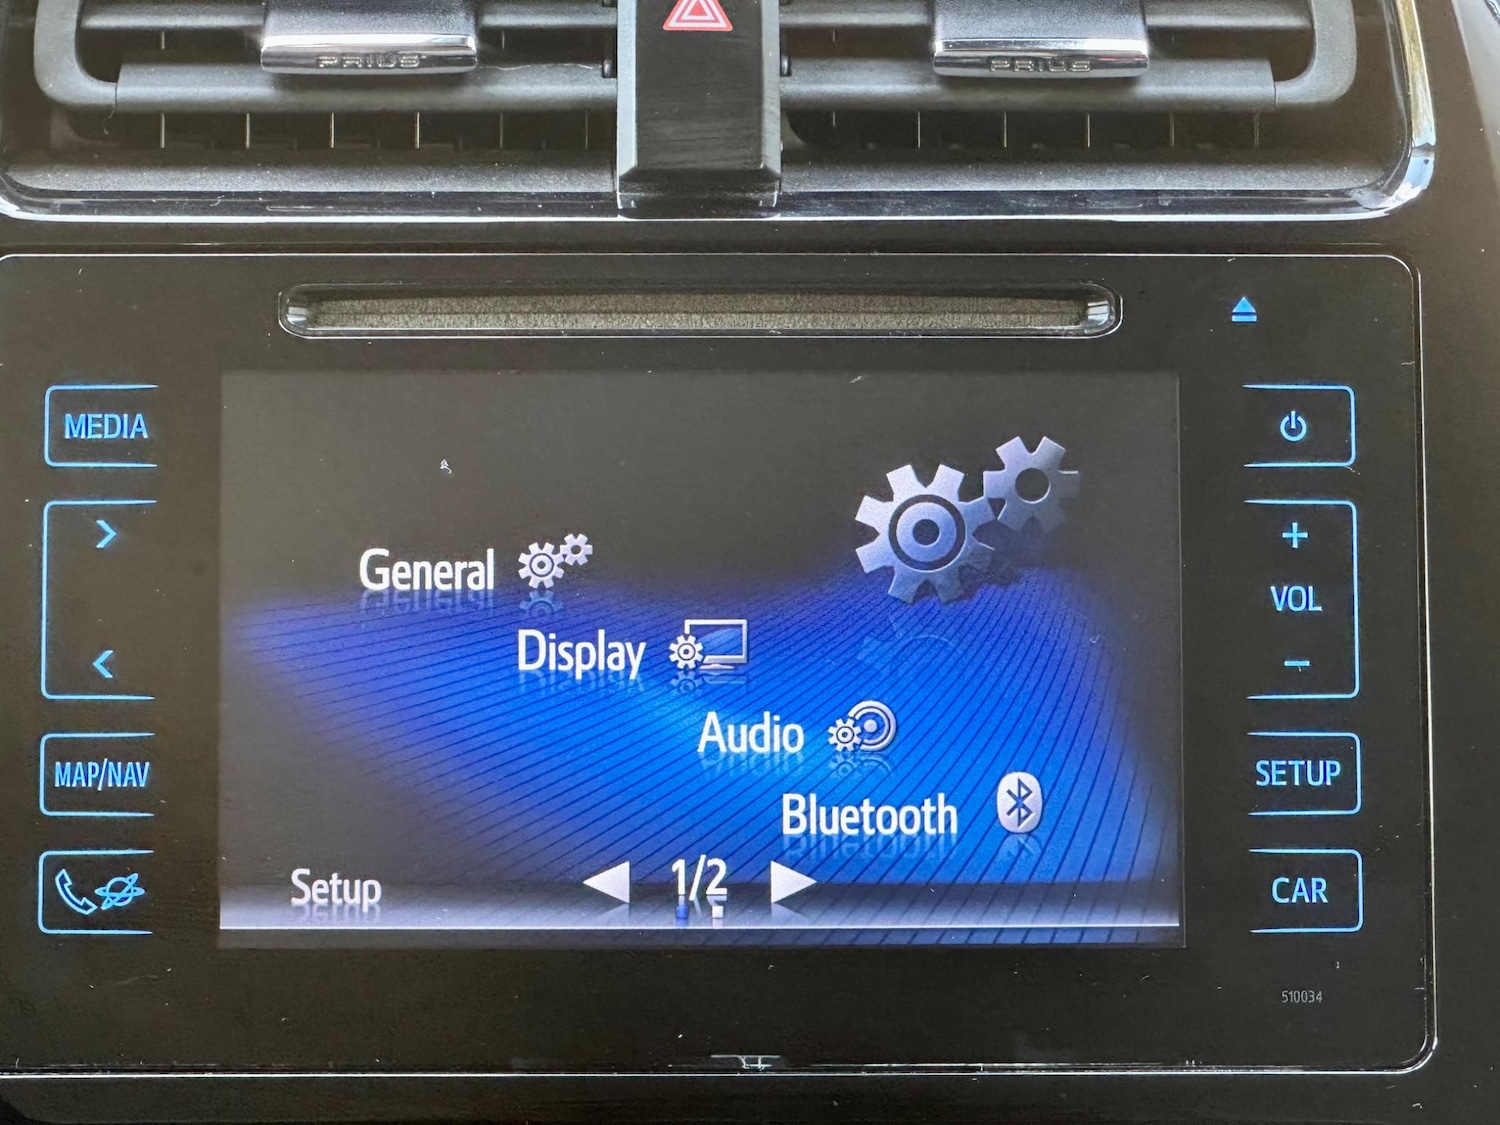 PRIUS
PRIUS
MEDIA
General
Display
VOL
Audio
MAP/NAV
SETUP
Bluetooth
Setup
1/2
CAR
510034